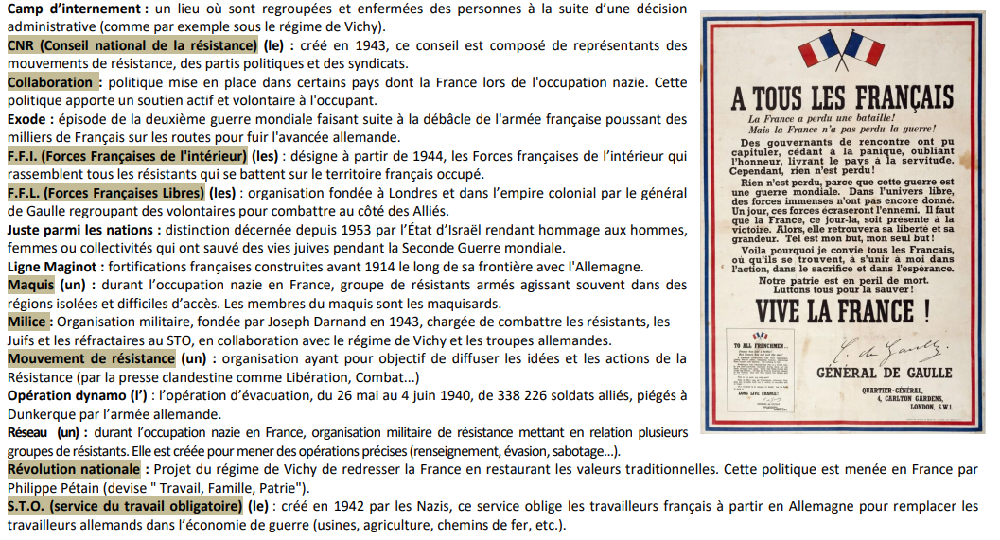 Camp d’internement : un lieu où sont regroupées et enfermées des personnes à la suite d’une décision
administrative (comme par exemple sous le régime de Vichy).
CNR (Conseil national de la résistance) (le) : créé en 1943, ce conseil est composé de représentants des
mouvements de résistance, des partis politiques et des syndicats.
Collaboration : politique mise en place dans certains pays dont la France lors de l'occupation nazie. Cette
politique apporte un soutien actif et volontaire à l'occupant.
Exode : épisode de la deuxième guerre mondiale faisant suite à la débâcle de l'armée française poussant des
milliers de Français sur les routes pour fuir l'avancée allemande.
F.F.I. (Forces Françaises de l'intérieur) (les) : désigne à partir de 1944, les Forces françaises de l’intérieur qui
rassemblent tous les résistants qui se battent sur le territoire français occupé.
F.F.L. (Forces Françaises Libres) (les) : organisation fondée à Londres et dans l’empire colonial par le général
de Gaulle regroupant des volontaires pour combattre au côté des Alliés.
Juste parmi les nations : distinction décernée depuis 1953 par l’État d’Israël rendant hommage aux hommes,
femmes ou collectivités qui ont sauvé des vies juives pendant la Seconde Guerre mondiale.
Ligne Maginot : fortifications françaises construites avant 1914 le long de sa frontière avec l'Allemagne.
Maquis (un) : durant l’occupation nazie en France, groupe de résistants armés agissant souvent dans des
régions isolées et difficiles d’accès. Les membres du maquis sont les maquisards.
Milice : Organisation militaire, fondée par Joseph Darnand en 1943, chargée de combattre les résistants, les
Juifs et les réfractaires au STO, en collaboration avec le régime de Vichy et les troupes allemandes.
Mouvement de résistance (un) : organisation ayant pour objectif de diffuser les idées et les actions de la
Résistance (par la presse clandestine comme Libération, Combat...)
Opération dynamo (l’) : l’opération d’évacuation, du 26 mai au 4 juin 1940, de 338 226 soldats alliés, piégés à
Dunkerque par l’armée allemande.
Réseau (un) : durant l’occupation nazie en France, organisation militaire de résistance mettant en relation plusieurs
groupes de résistants. Elle est créée pour mener des opérations précises (renseignement, évasion, sabotage...).
Révolution nationale : Projet du régime de Vichy de redresser la France en restaurant les valeurs traditionnelles. Cette politique est menée en France par
Philippe Pétain (devise " Travail, Famille, Patrie").
S.T.O. (service du travail obligatoire) (le) : créé en 1942 par les Nazis, ce service oblige les travailleurs français à partir en Allemagne pour remplacer les
travailleurs allemands dans l’économie de guerre (usines, agriculture, chemins de fer, etc.).
A TOUS LES FRANÇAIS
La France a perdu une bataille!
Mais la France n'a pas perdu la guerre!
Des gouvernants de rencontre ont pu
capituler, cédant à la panique, oubliant
l'honneur, livrant le pays à la servitude.
Cependant, rien n'est perdu!
Rien n'est perdu, parce que cette guerre est
une guerre mondiale. Dans l'univers libre,
des forces immenses n'ont pas encore donné.
Un jour, ces forces écraseront l'ennemi. Il faut
que la France, ce jour-là, soit présente à la
victoire. Alors, elle retrouvera sa liberté et sa
grandeur. Tel est mon but, mon seul but!
Voila pourquoi je convie tous les Francais,
où qu'ils se trouvent, à s'unir à moi dans
l'action, dans le sacrifice et dans l'espérance.
Notre patrie est en peril de mort.
Luttons tous pour la sauver!
VIVE LA FRANCE !
TO ALL FRENCHMEN...
LONG LIVE FRANCE!
C. de Gaulle
GÉNÉRAL DE GAULLE
QUARTIER-GÉNÉRAL,
4, CARLTON GARDENS,
LONDON, S.W.1.